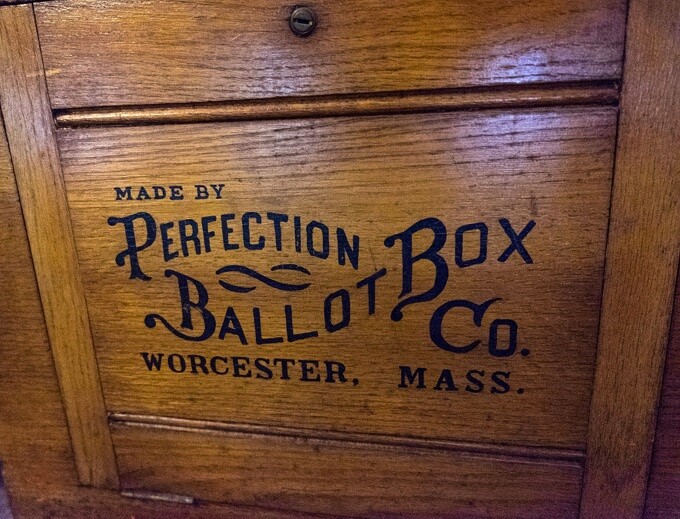 MADE BY
PERFECTION
BALLOT BOX
CO.
WORCESTER, MASS.